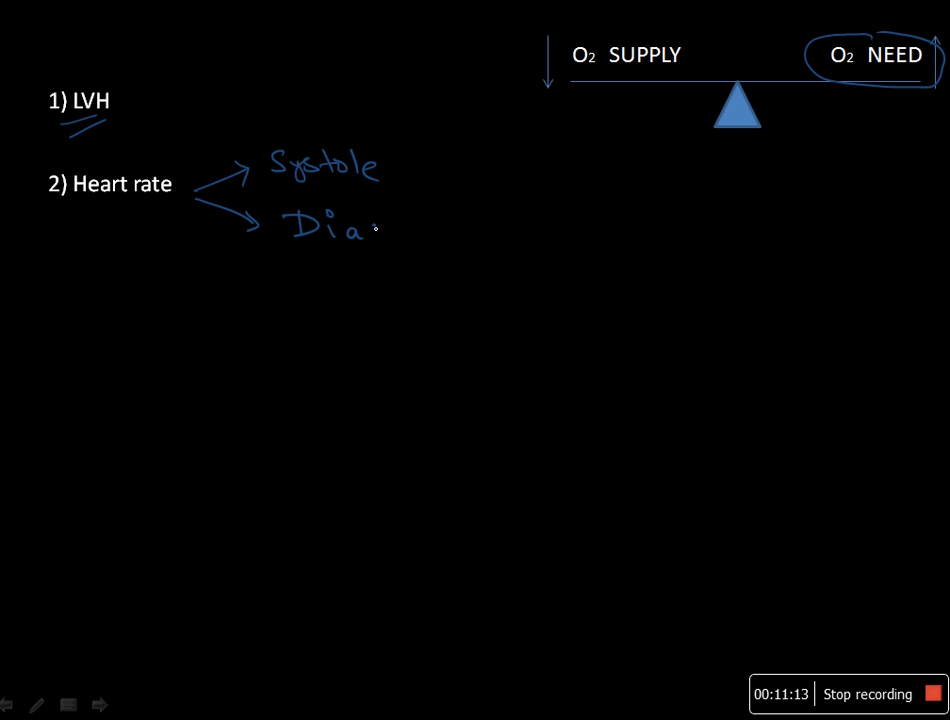 O₂ SUPPLY O₂ NEED
1) LVH
2) Heart rate
Systole
Dia
00:11:13 Stop recording